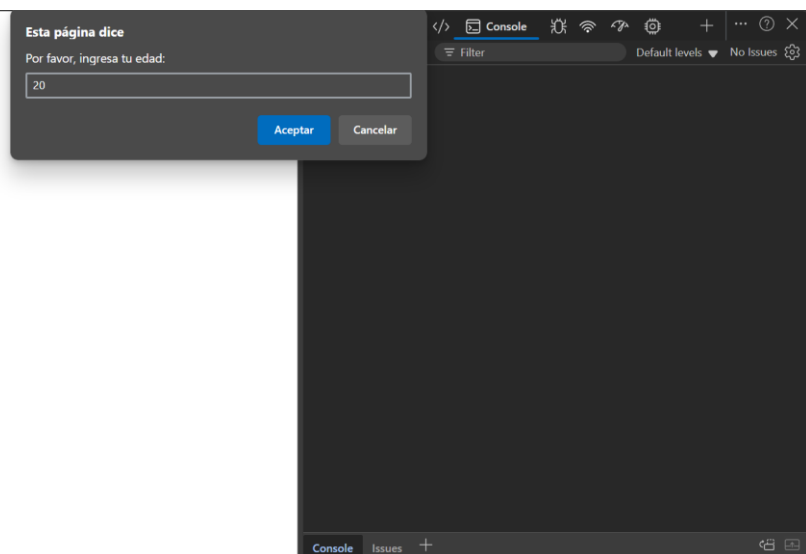 Esta página dice
Por favor, ingresa tu edad:
20
Aceptar Cancelar
</> Console
Filter Default levels No Issues
Console Issues